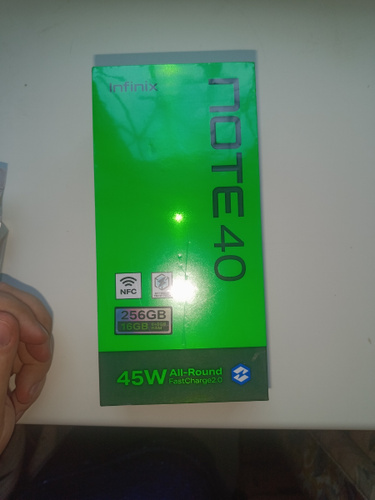 Infinix
NOTE 40
NFC
256GB
16GB
45W All-Round
FastCharge2.0